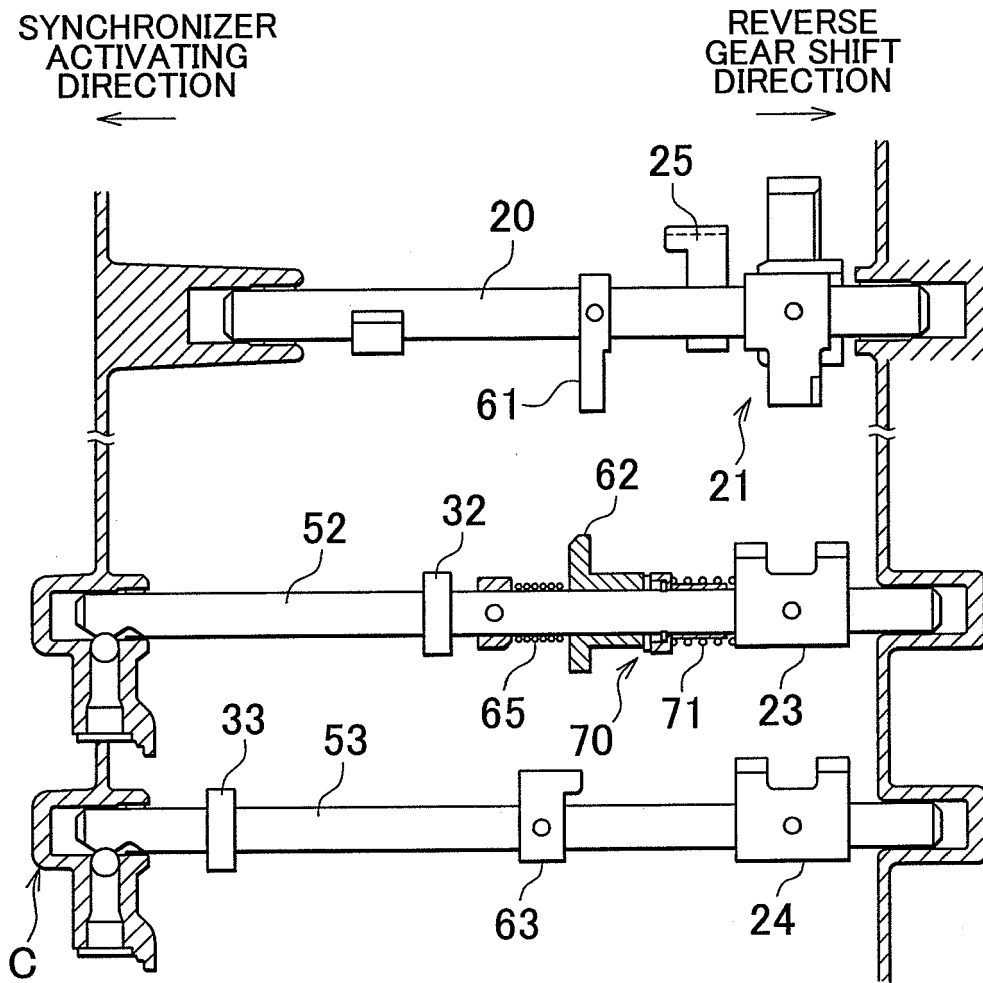 SYNCHRONIZER
ACTIVATING
DIRECTION
REVERSE
GEAR SHIFT
DIRECTION
25
20
61
21
62
32
52
65
70
71
23
33
53
63
24
C